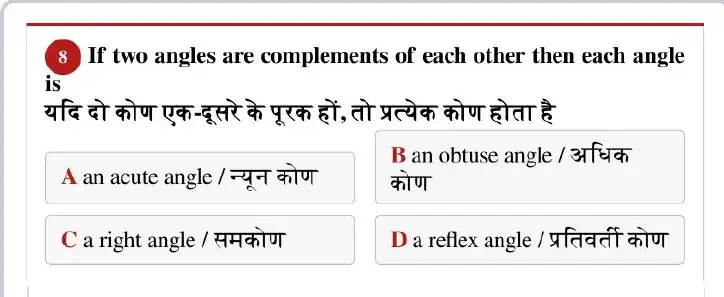 8 If two angles are complements of each other then each angle
is
यदि दो कोण एक-दूसरे के पूरक हों, तो प्रत्येक कोण होता है
A an acute angle / न्यून कोण
B an obtuse angle / अधिक
कोण
C a right angle / समकोण
D a reflex angle / प्रतिवर्ती कोण